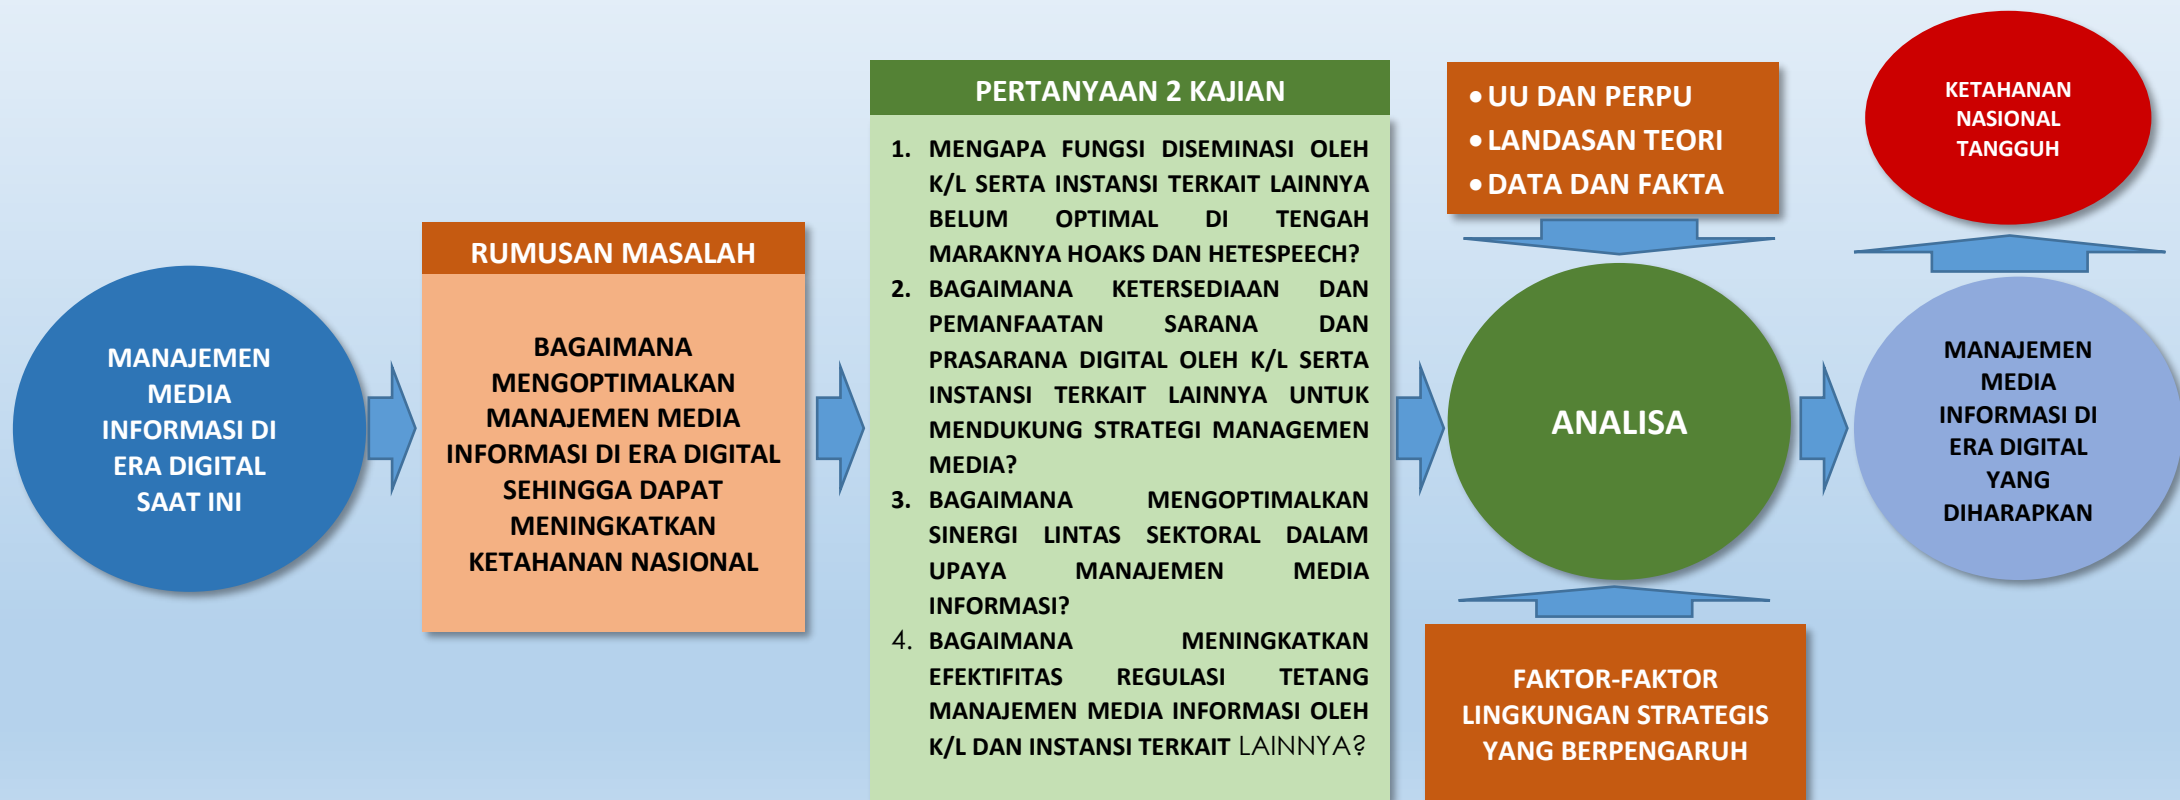 MANAJEMEN
MEDIA
INFORMASI DI
ERA DIGITAL
SAAT INI
RUMUSAN MASALAH
BAGAIMANA
MENGOPTIMALKAN
MANAJEMEN MEDIA
INFORMASI DI ERA DIGITAL
SEHINGGA DAPAT
MENINGKATKAN
KETAHANAN NASIONAL
PERTANYAAN 2 KAJIAN
1. MENGAPA FUNGSI DISEMINASI OLEH
K/L SERTA INSTANSI TERKAIT LAINNYA
BELUM OPTIMAL DI TENGAH
MARAKNYA HOAKS DAN HETESPEECH?
2. BAGAIMANA KETERSEDIAAN DAN
PEMANFAATAN SARANA DAN
PRASARANA DIGITAL OLEH K/L SERTA
INSTANSI TERKAIT LAINNYA UNTUK
MENDUKUNG STRATEGI MANAGEMEN
MEDIA?
3. BAGAIMANA MENGOPTIMALKAN
SINERGI LINTAS SEKTORAL DALAM
UPAYA MANAJEMEN MEDIA
INFORMASI?
4. BAGAIMANA MENINGKATKAN
EFEKTIFITAS REGULASI TETANG
MANAJEMEN MEDIA INFORMASI OLEH
K/L DAN INSTANSI TERKAIT LAINNYA?
• UU DAN PERPU
• LANDASAN TEORI
• DATA DAN FAKTA
ANALISA
FAKTOR-FAKTOR
LINGKUNGAN STRATEGIS
YANG BERPENGARUH
KETAHANAN
NASIONAL
TANGGUH
MANAJEMEN
MEDIA
INFORMASI DI
ERA DIGITAL
YANG
DIHARAPKAN